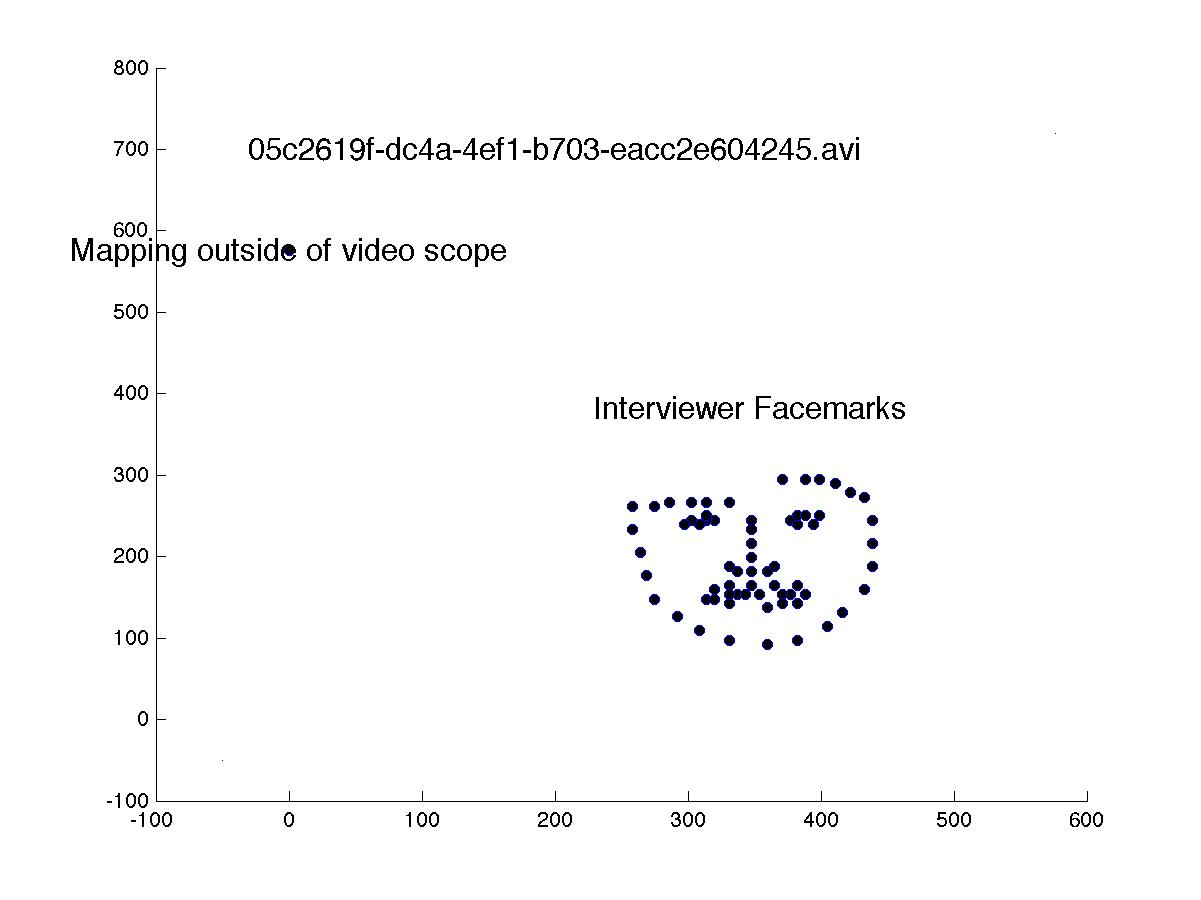 800
700
05c2619f-dc4a-4ef1-b703-eacc2e604245.avi
600
Mapping outside of video scope
500
400
Interviewer Facemarks
300
200
100
0
-100
-100 0 100 200 300 400 500 600